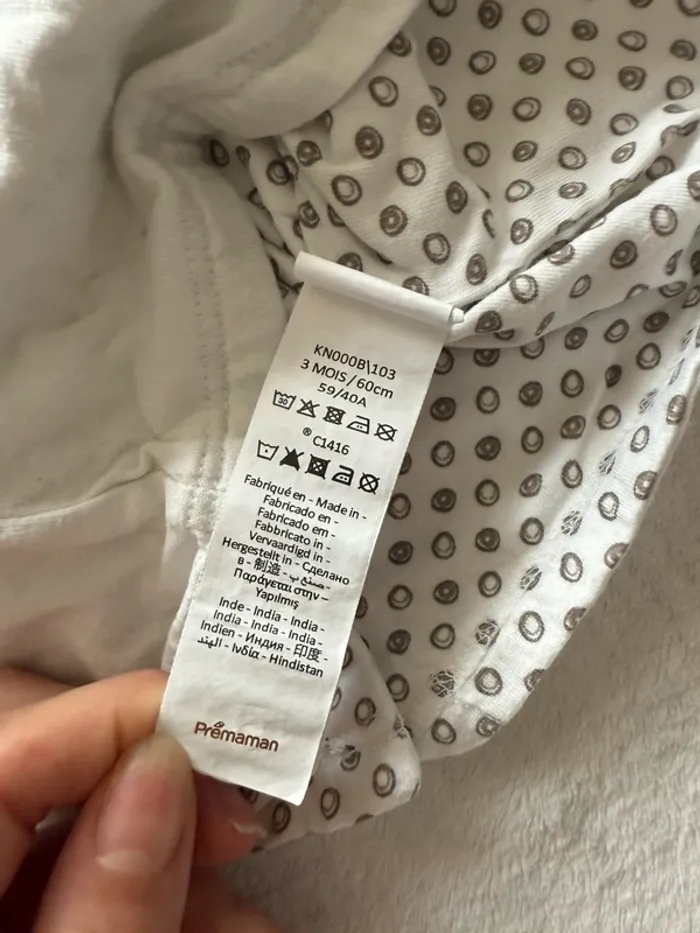 KN000B\103
3 MOIS / 60cm
59/40A
30
® C1416
Fabriqué en - Made in -
Fabricado en -
Fabricado em -
Fabbricato in -
Vervaardigd in -
Hergestellt in - Сделано
в - 制造 - صنع في -
Παράγεται στην –
Yapılmış
Inde - India - India -
India - India - India -
Indien - Индия - 印度 -
الهند - Ινδία - Hindistan
Prémaman